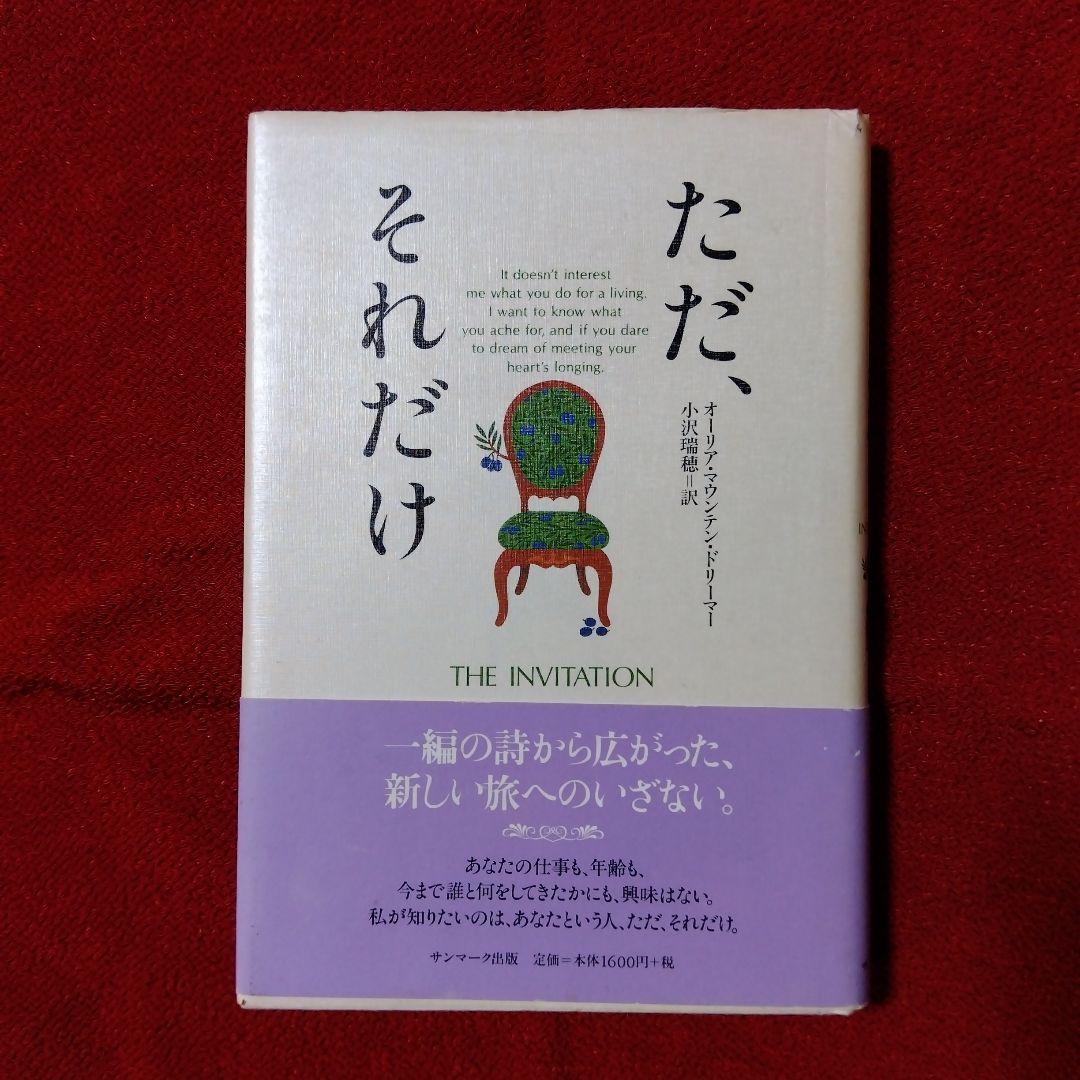 ただ、
それだけ
It doesn't interest
me what you do for a living.
I want to know what
you ache for, and if you dare
to dream of meeting your
heart's longing.
オーリア・マウンテン・ドリーマー
小沢瑞穂=訳
THE INVITATION
一編の詩から広がった、
新しい旅へのいざない。
あなたの仕事も、年齢も、
今まで誰と何をしてきたかにも、興味はない。
私が知りたいのは、あなたという人、ただ、それだけ。
サンマーク出版 定価=本体1600円+税